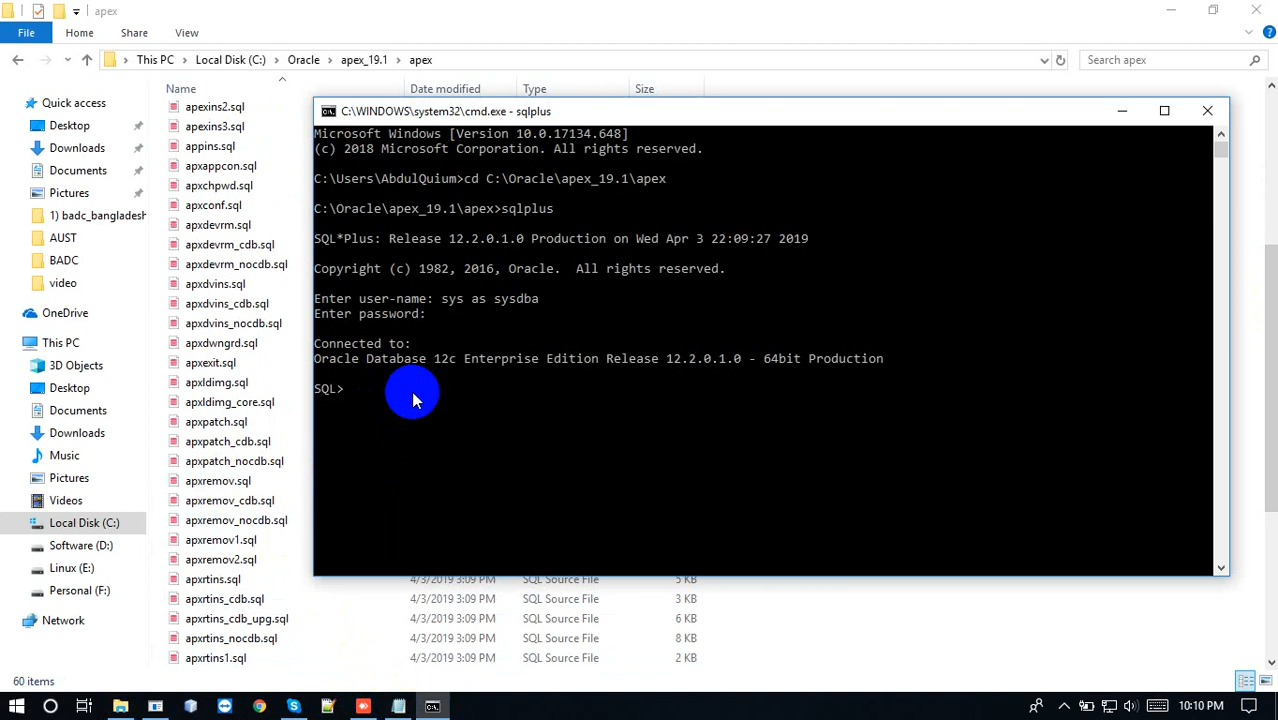 apex
File Home Share View
This PC > Local Disk (C:) > Oracle > apex_19.1 > apex
Search apex
Name Date modified Type Size
Quick access
Desktop
Downloads
Documents
Pictures
1) badc_bangladesh
AUST
BADC
video
OneDrive
This PC
3D Objects
Desktop
Documents
Downloads
Music
Pictures
Videos
Local Disk (C:)
Software (D:)
Linux (E:)
Personal (F:)
Network
apexins2.sql
apexins3.sql
appins.sql
apxappcon.sql
apxchpwd.sql
apxconf.sql
apxdevrm.sql
apxdevrm_cdb.sql
apxdevrm_nocdb.sql
apxdvins.sql
apxdvins_cdb.sql
apxdvins_nocdb.sql
apxdwngrd.sql
apxexit.sql
apxldimg.sql
apxldimg_core.sql
apxpatch.sql
apxpatch_cdb.sql
apxpatch_nocdb.sql
apxremov.sql
apxremov_cdb.sql
apxremov_nocdb.sql
apxremov1.sql
apxremov2.sql
apxrtins.sql 4/3/2019 3:09 PM SQL Source File 5 KB
apxrtins_cdb.sql 4/3/2019 3:09 PM SQL Source File 3 KB
apxrtins_cdb_upg.sql 4/3/2019 3:09 PM SQL Source File 6 KB
apxrtins_nocdb.sql 4/3/2019 3:09 PM SQL Source File 8 KB
apxrtins1.sql 4/3/2019 3:09 PM SQL Source File 2 KB
C:\WINDOWS\system32\cmd.exe - sqlplus
Microsoft Windows [Version 10.0.17134.648]
(c) 2018 Microsoft Corporation. All rights reserved.
C:\Users\AbdulQuium>cd C:\Oracle\apex_19.1\apex
C:\Oracle\apex_19.1\apex>sqlplus
SQL*Plus: Release 12.2.0.1.0 Production on Wed Apr 3 22:09:27 2019
Copyright (c) 1982, 2016, Oracle.  All rights reserved.
Enter user-name: sys as sysdba
Enter password:
Connected to:
Oracle Database 12c Enterprise Edition Release 12.2.0.1.0 - 64bit Production
SQL>
60 items
10:10 PM